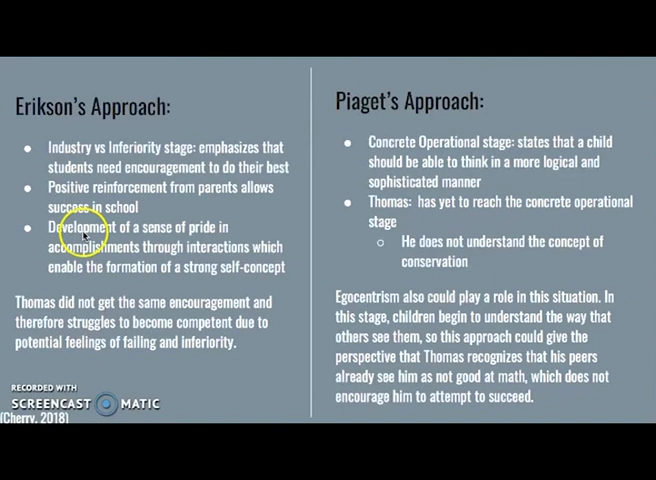 Erikson's Approach:
Industry vs Inferiority stage: emphasizes that
students need encouragement to do their best
Positive reinforcement from parents allows
success in school
Development of a sense of pride in
accomplishments through interactions which
enable the formation of a strong self-concept
Thomas did not get the same encouragement and
therefore struggles to become competent due to
potential feelings of failing and inferiority.
RECORDED WITH
SCREENCAST MATIC
(Cherry, 2018)
Piaget's Approach:
Concrete Operational stage: states that a child
should be able to think in a more logical and
sophisticated manner
Thomas: has yet to reach the concrete operational
stage
He does not understand the concept of
conservation
Egocentrism also could play a role in this situation. In
this stage, children begin to understand the way that
others see them, so this approach could give the
perspective that Thomas recognizes that his peers
already see him as not good at math, which does not
encourage him to attempt to succeed.